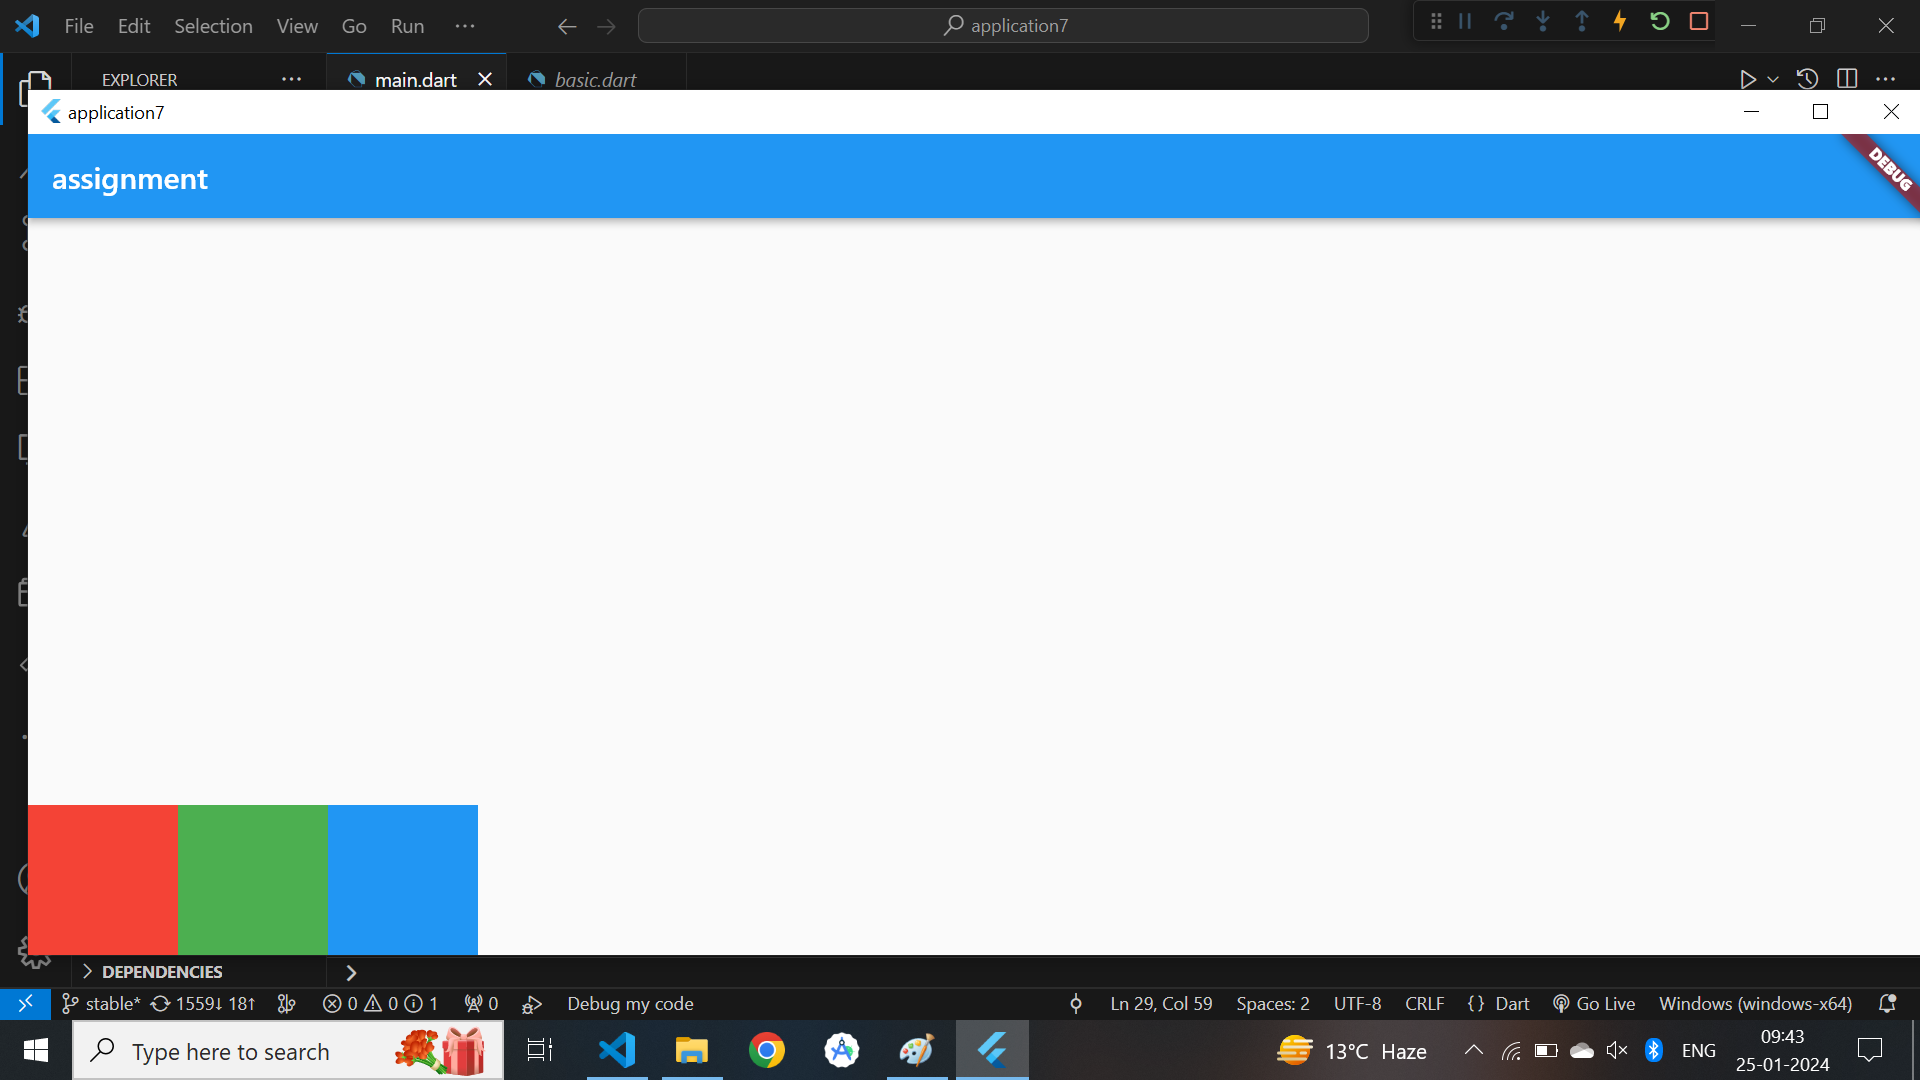 File Edit Selection View Go Run ··· application7
EXPLORER ··· main.dart basic.dart ···
application7
assignment
DEBUG
DEPENDENCIES
stable* 1559↓ 18↑ 0 0 1 0 Debug my code Ln 29, Col 59 Spaces: 2 UTF-8 CRLF {} Dart Go Live Windows (windows-x64)
Type here to search 13°C Haze ENG 09:43
25-01-2024